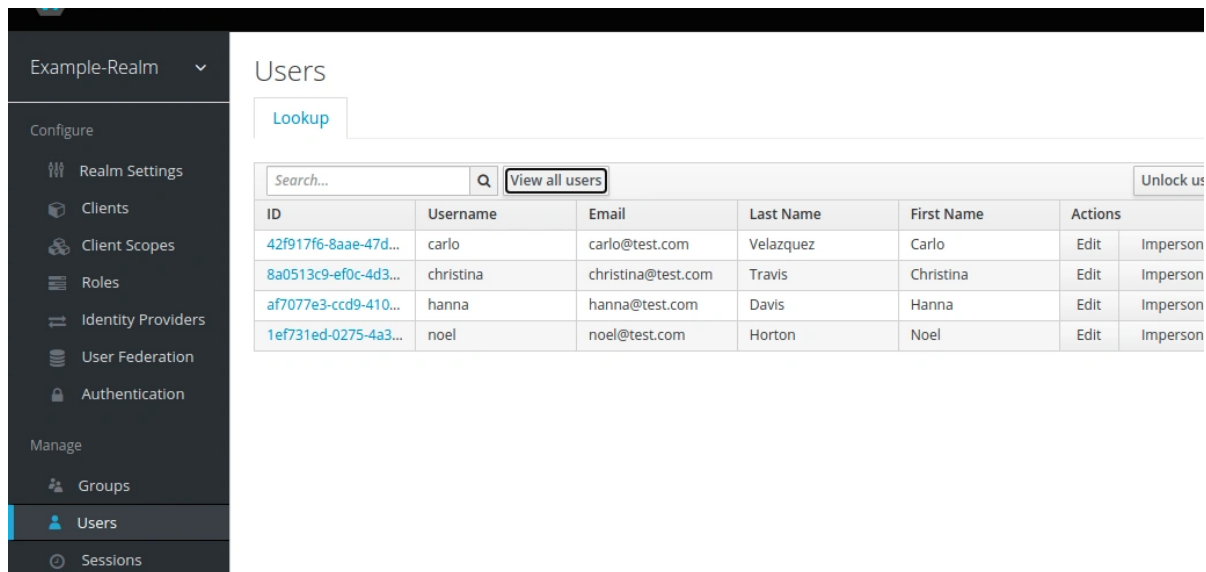 Example-Realm
Configure
Realm Settings
Clients
Client Scopes
Roles
Identity Providers
User Federation
Authentication
Manage
Groups
Users
Sessions
Users
Lookup
Search... View all users Unlock us
ID Username Email Last Name First Name Actions
42f917f6-8aae-47d... carlo carlo@test.com Velazquez Carlo Edit Imperson
8a0513c9-ef0c-4d3... christina christina@test.com Travis Christina Edit Imperson
af7077e3-ccd9-410... hanna hanna@test.com Davis Hanna Edit Imperson
1ef731ed-0275-4a3... noel noel@test.com Horton Noel Edit Imperson